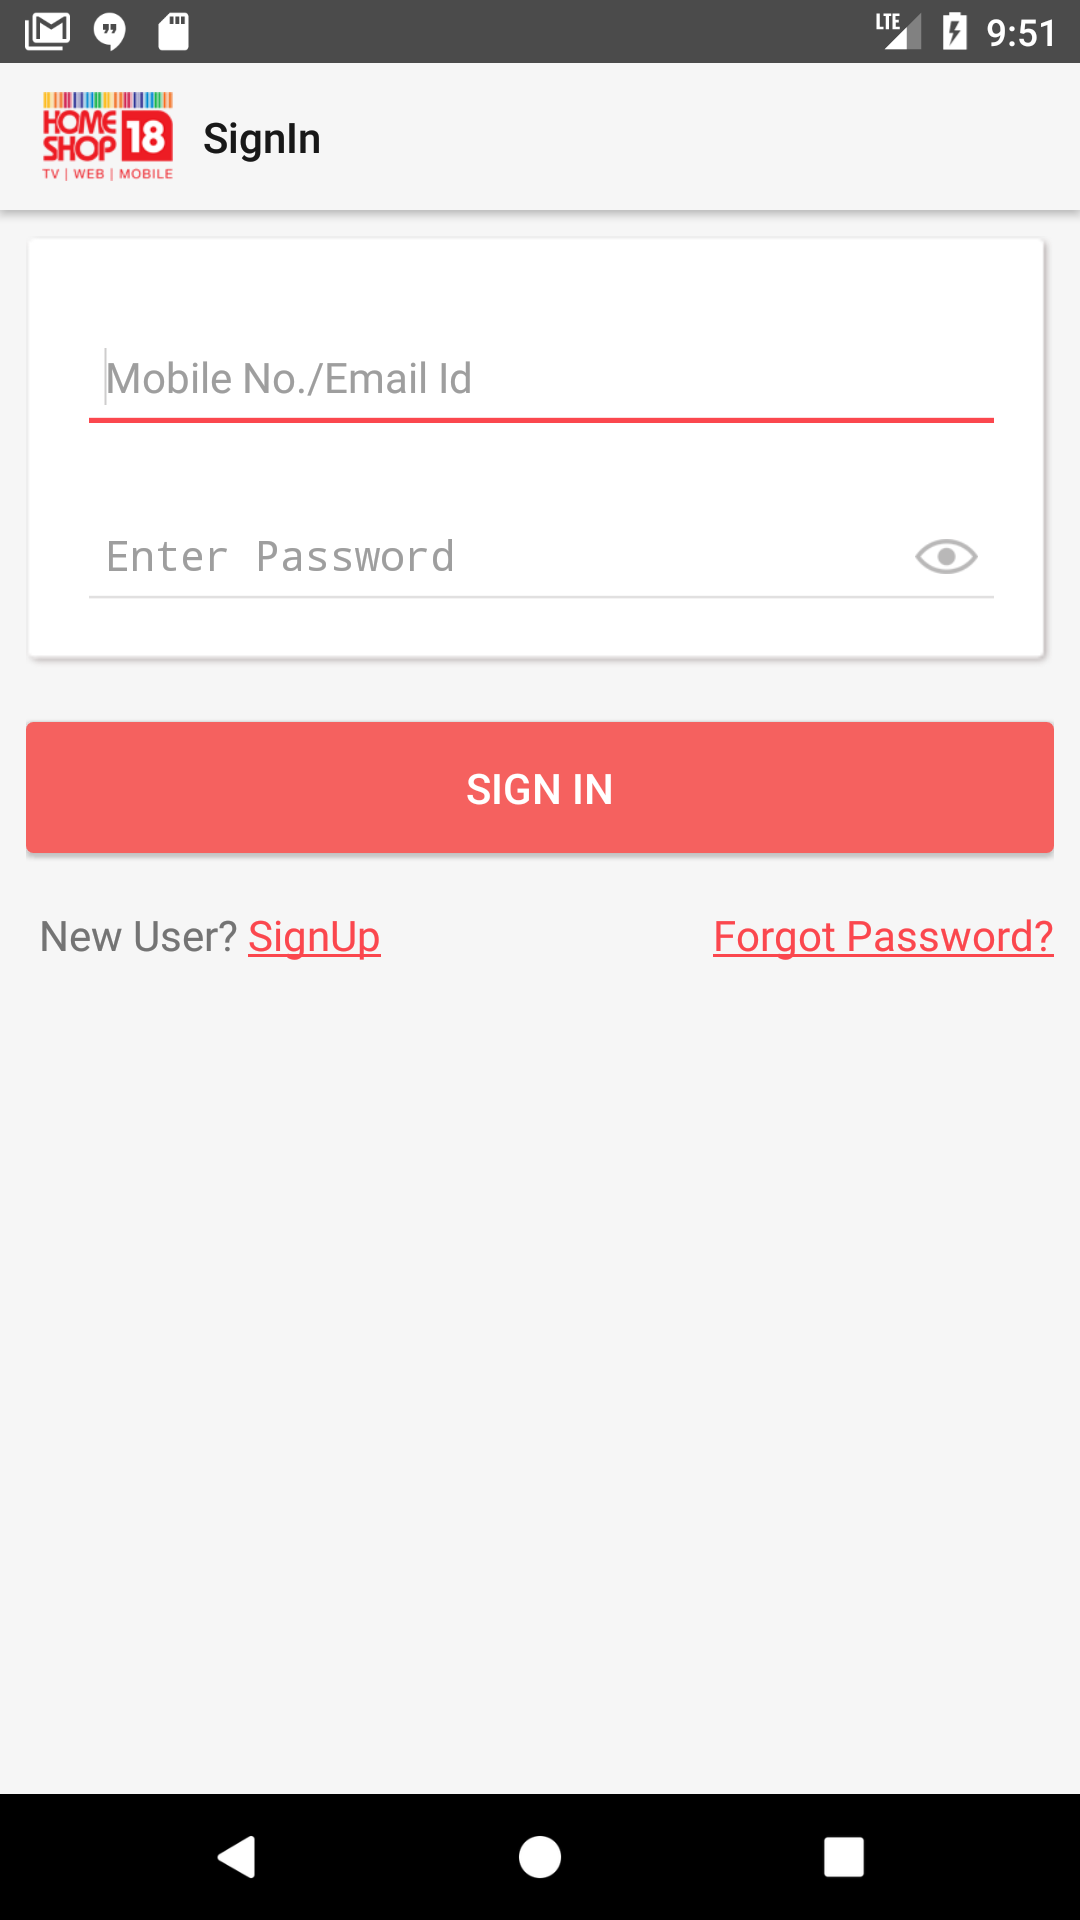 LTE 9:51
HOME
SHOP 18
TV | WEB | MOBILE
SignIn
Mobile No./Email Id
Enter Password
SIGN IN
New User? SignUp
Forgot Password?